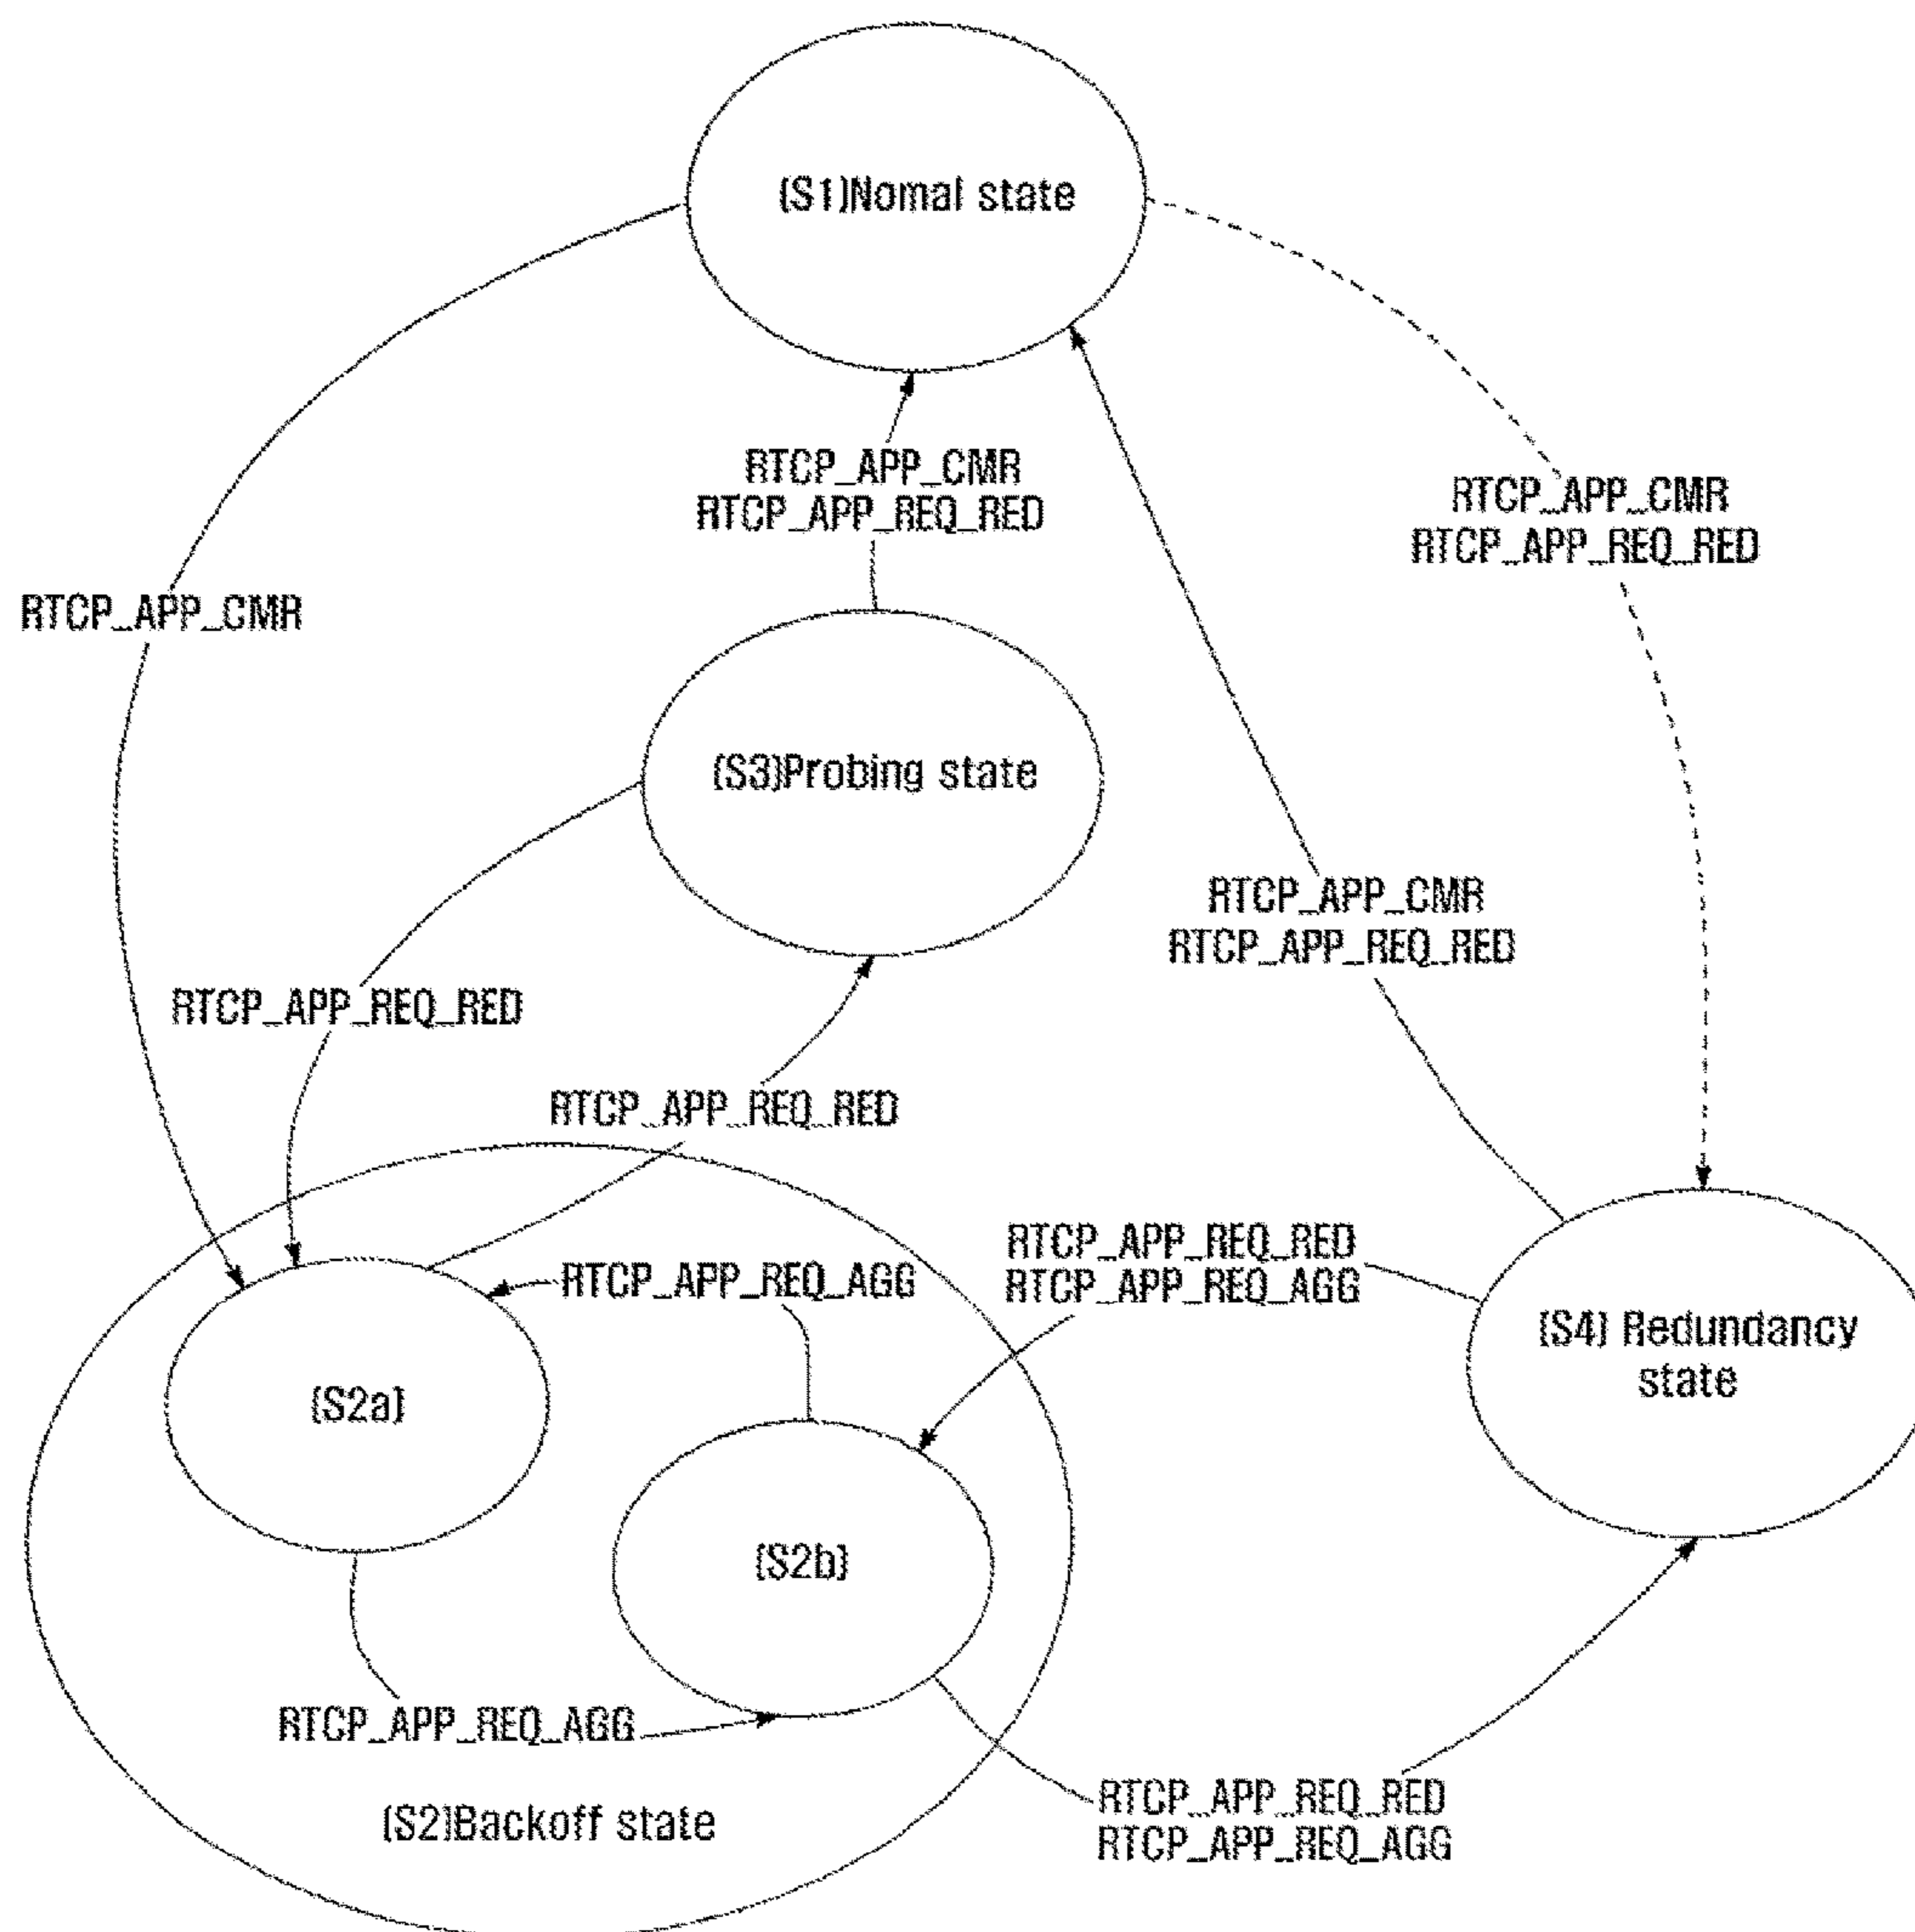 (S1)Nomal state
RTCP_APP_CMR
RTCP_APP_REQ_RED
RTCP_APP_CMR
RTCP_APP_REQ_RED
RTCP_APP_CMR
(S3)Probing state
RTCP_APP_CMR
RTCP_APP_REQ_RED
RTCP_APP_REQ_RED
RTCP_APP_REQ_RED
RTCP_APP_REQ_RED
RTCP_APP_REQ_AGG
RTCP_APP_REQ_AGG
(S4) Redundancy
state
(S2a)
(S2b)
RTCP_APP_REQ_AGG
RTCP_APP_REQ_RED
RTCP_APP_REQ_AGG
(S2)Backoff state